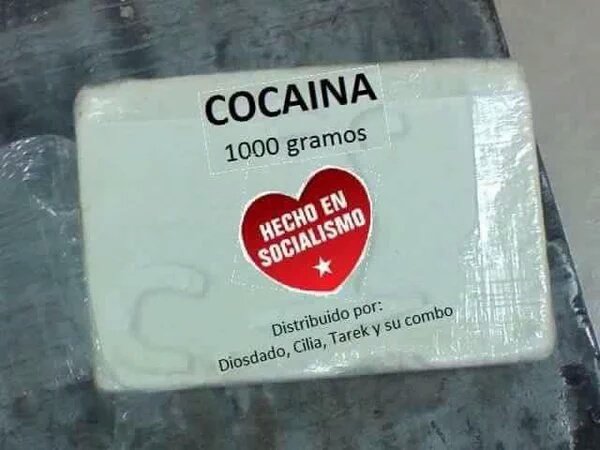 COCAINA
1000 gramos
HECHO EN
SOCIALISMO
Distribuido por:
Diosdado, Cilia, Tarek y su combo